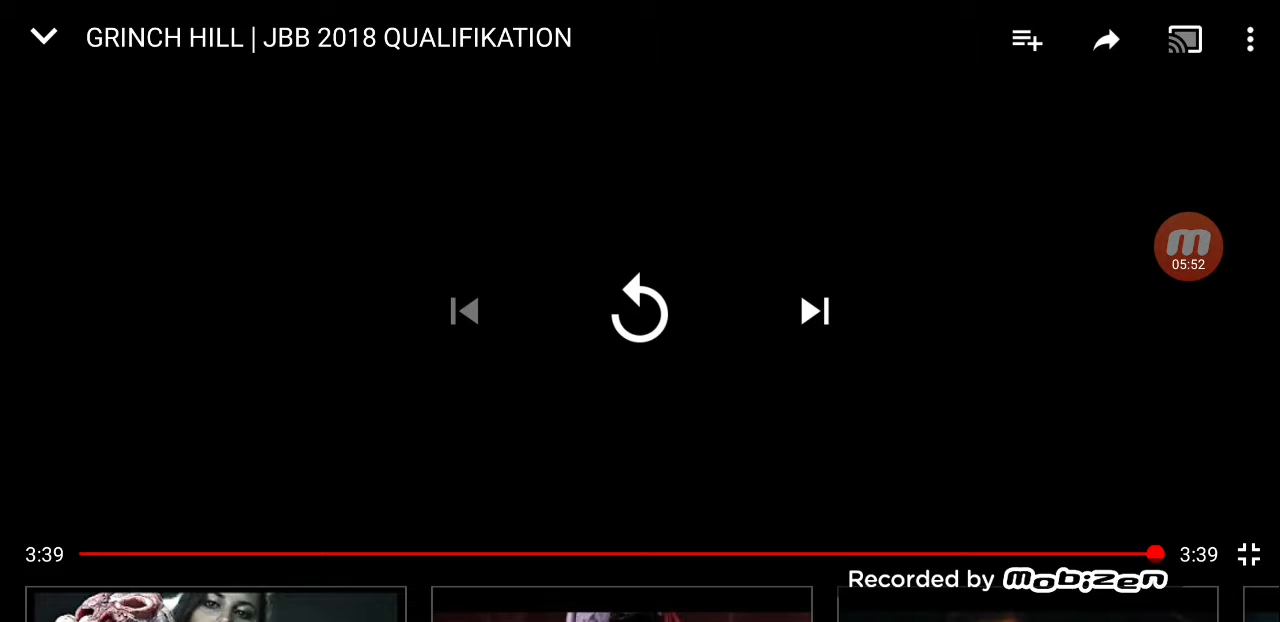 GRINCH HILL | JBB 2018 QUALIFIKATION
m
05:52
3:39
3:39
Recorded by mobizen